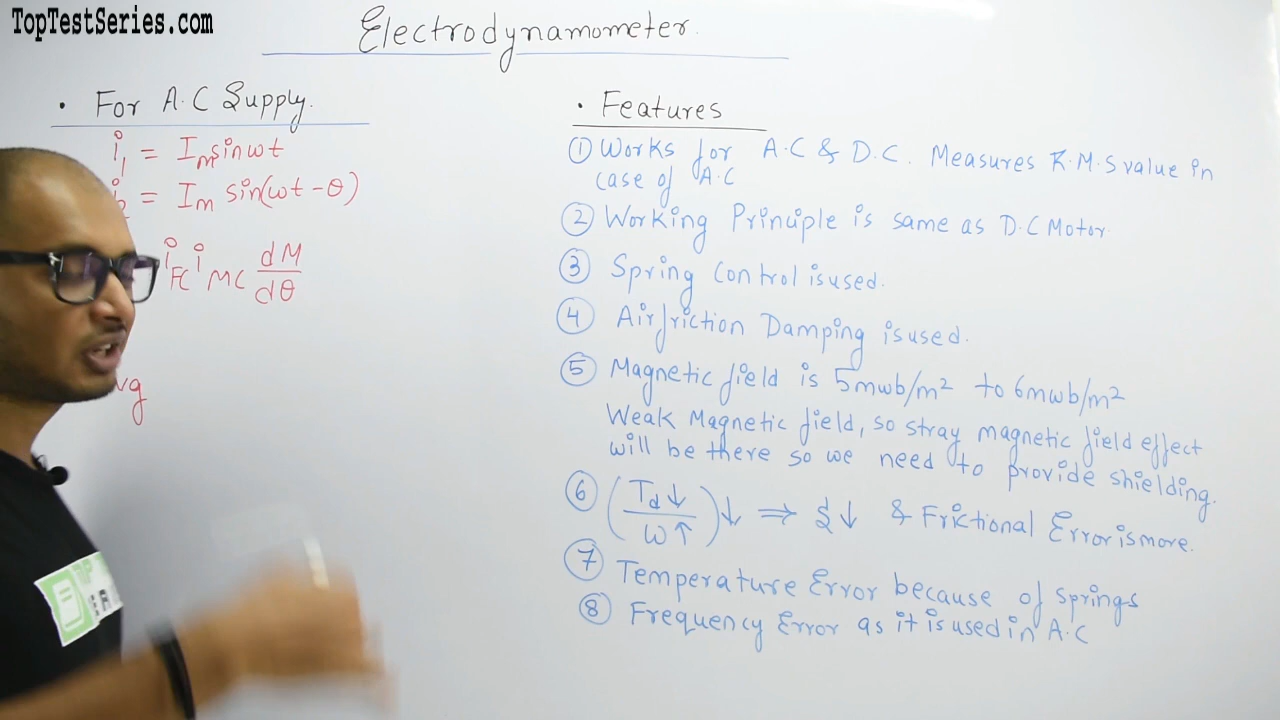 TopTestSeries.com
Electrodynamometer.
• For A.C Supply.
i1 = Im sinωt
= Im sin(ωt - θ)
iFC iMC dM/dθ
vg
• Features
① Works for A.C & D.C. Measures R.M.S value in
case of A.C
② Working Principle is same as D.C Motor.
③ Spring Control is used.
④ Air friction Damping is used.
⑤ Magnetic field is 5mwb/m² to 6mwb/m²
Weak Magnetic field, so stray magnetic field effect
will be there so we need to provide shielding.
⑥ (Td↓/ω↑)↓ ⇒ S↓ & Frictional Error is more.
⑦ Temperature Error because of springs
⑧ Frequency Error as it is used in A.C